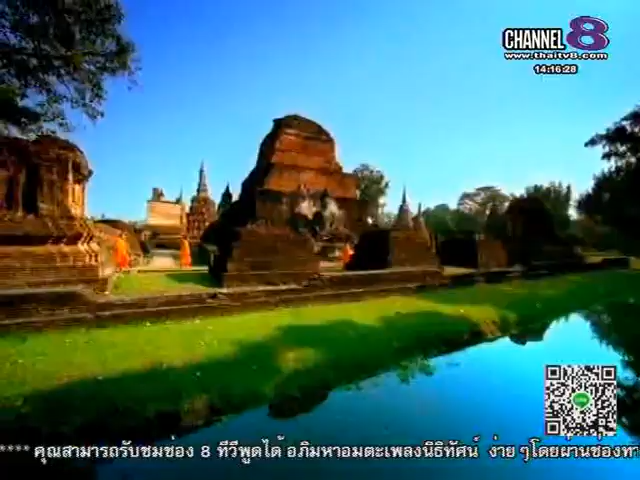 CHANNEL 8
www.thaitv8.com
14:16:28
**** คุณสามารถรับชมช่อง 8 ทีวีพูดได้ อภิมหาอมตะเพลงนิธิทัศน์ ง่าย ๆโดยผ่านช่องทา